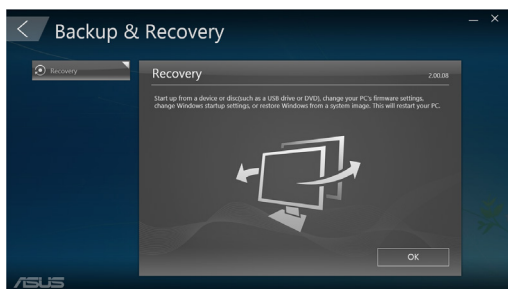 Backup & Recovery
Recovery
Recovery
2.00.08
Start up from a device or disc(such as a USB drive or DVD), change your PC's firmware settings,
change Windows startup settings, or restore Windows from a system image. This will restart your PC.
OK
ASUS